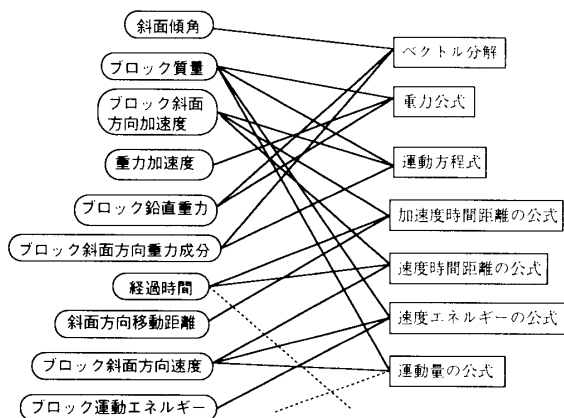 斜面傾角
ブロック質量
ブロック斜面
方向加速度
重力加速度
ブロック鉛直重力
ブロック斜面方向重力成分
経過時間
斜面方向移動距離
ブロック斜面方向速度
ブロック運動エネルギー
ベクトル分解
重力公式
運動方程式
加速度時間距離の公式
速度時間距離の公式
速度エネルギーの公式
運動量の公式